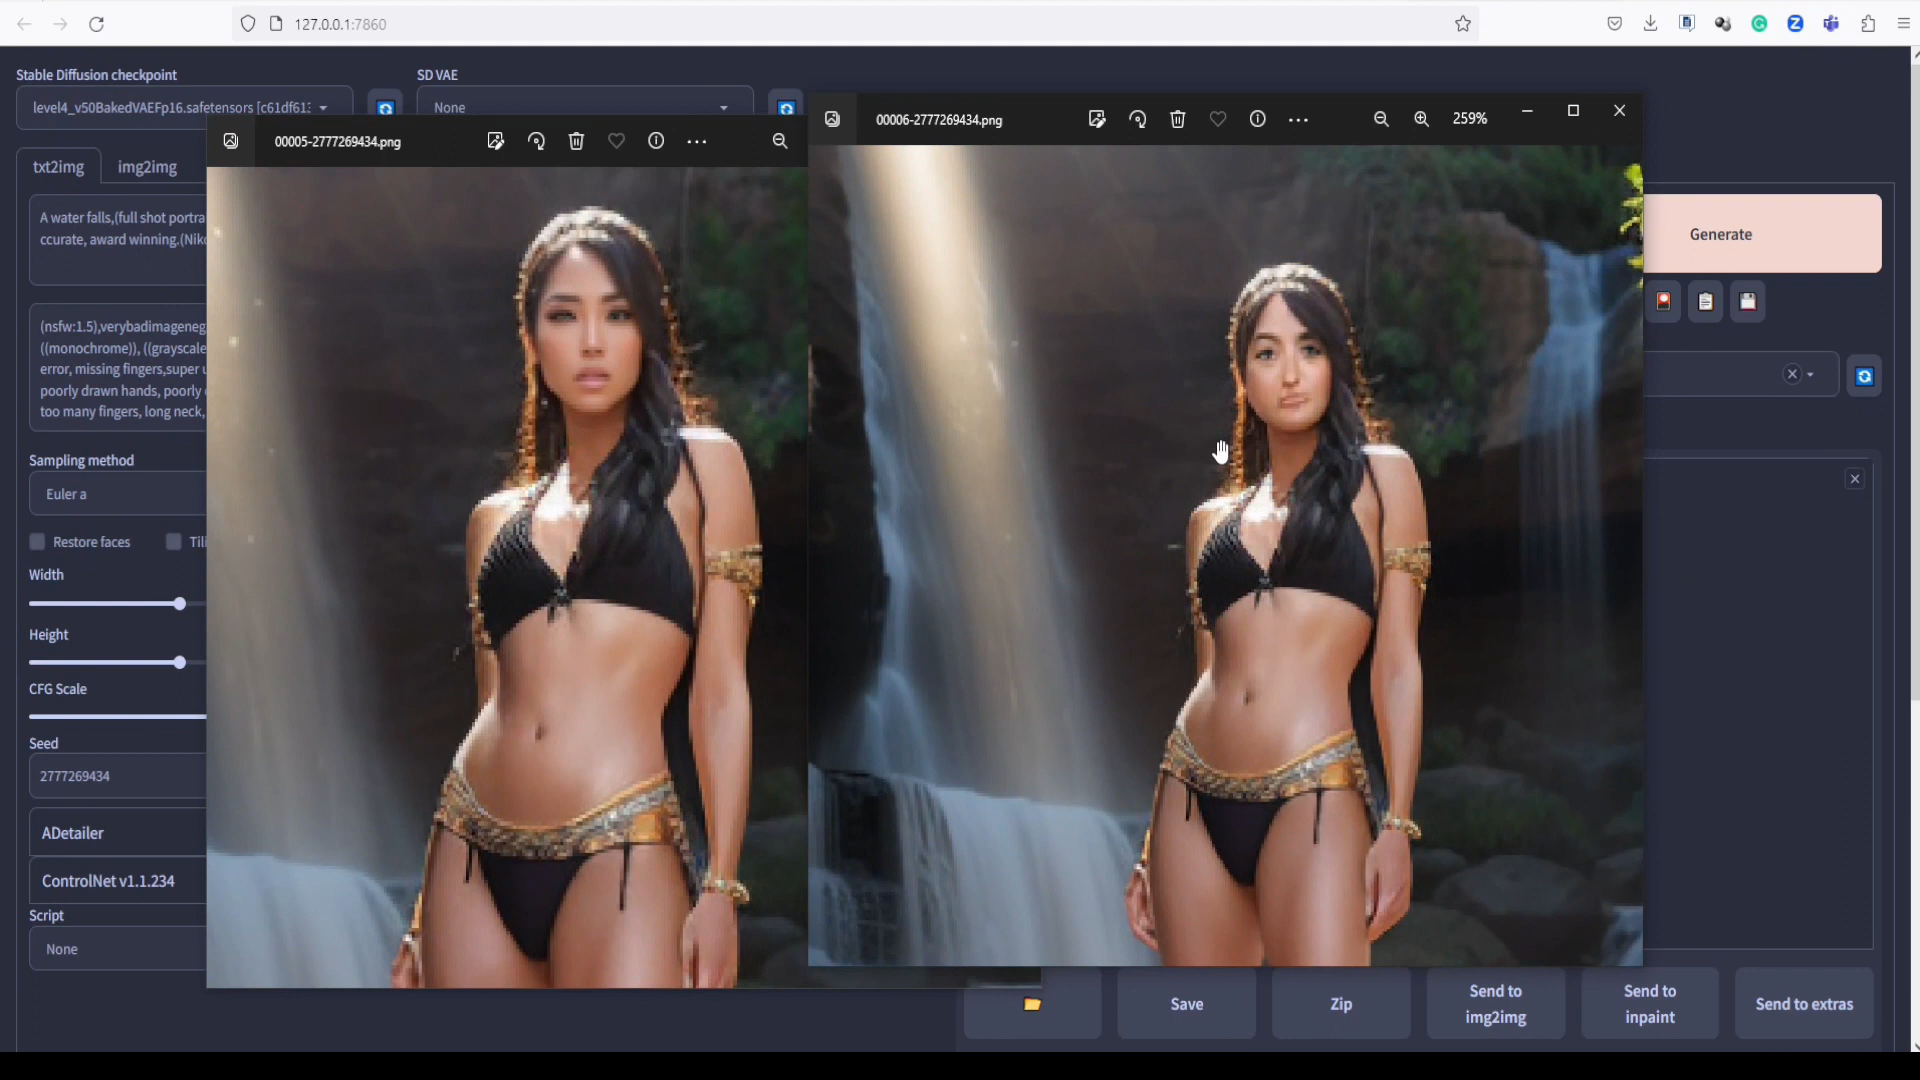 127.0.0.1:7860
Stable Diffusion checkpoint
SD VAE
level4_v50BakedVAEFp16.safetensors [c61df61:
None
00005-2777269434.png
00006-2777269434.png
259%
txt2img
img2img
A water falls,(full shot portra
ccurate, award winning.(Niko
Generate
(nsfw:1.5),verybadimageneg
((monochrome)), ((grayscale
error, missing fingers,super u
poorly drawn hands, poorly
too many fingers, long neck,
Sampling method
Euler a
Restore faces
Tili
Width
Height
CFG Scale
Seed
2777269434
ADetailer
ControlNet v1.1.234
Script
None
Save
Zip
Send to
img2img
Send to
inpaint
Send to extras